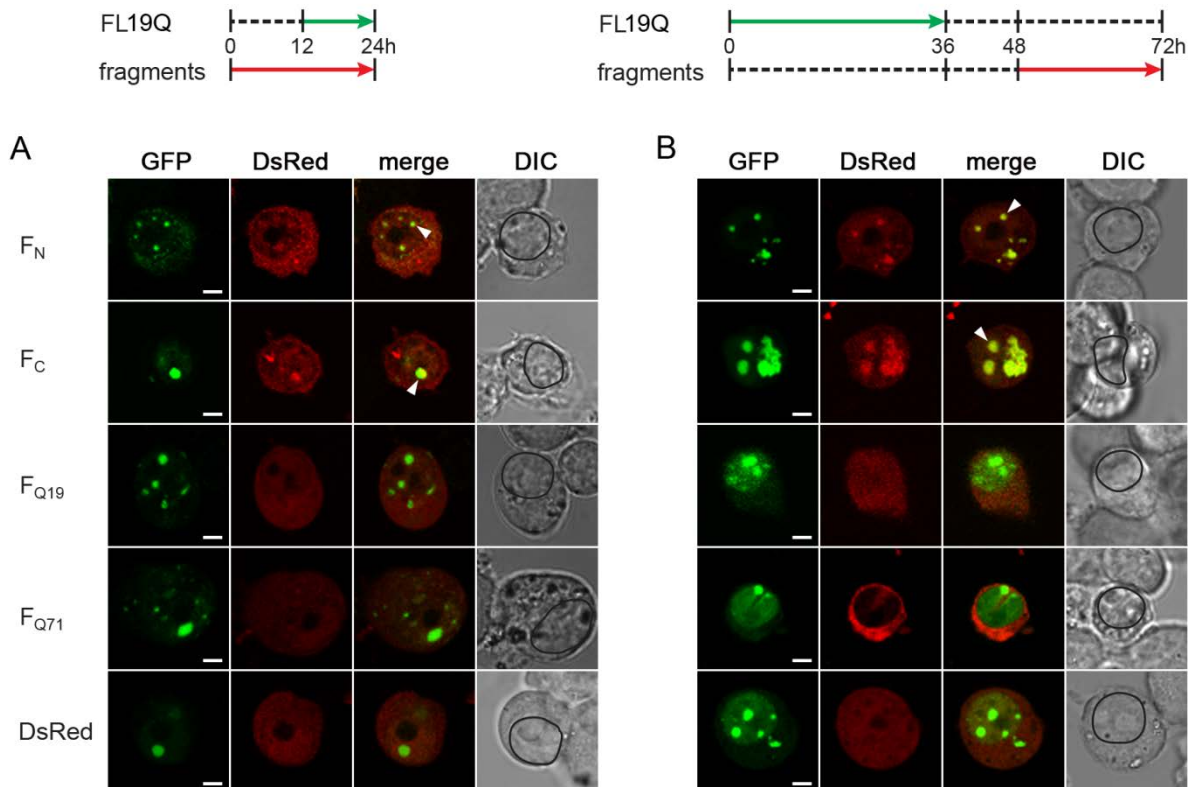 FL19Q
0 12 24h
fragments
FL19Q
0 36 48 72h
fragments
A
GFP DsRed merge DIC
B
GFP DsRed merge DIC
FN
FC
FQ19
FQ71
DsRed